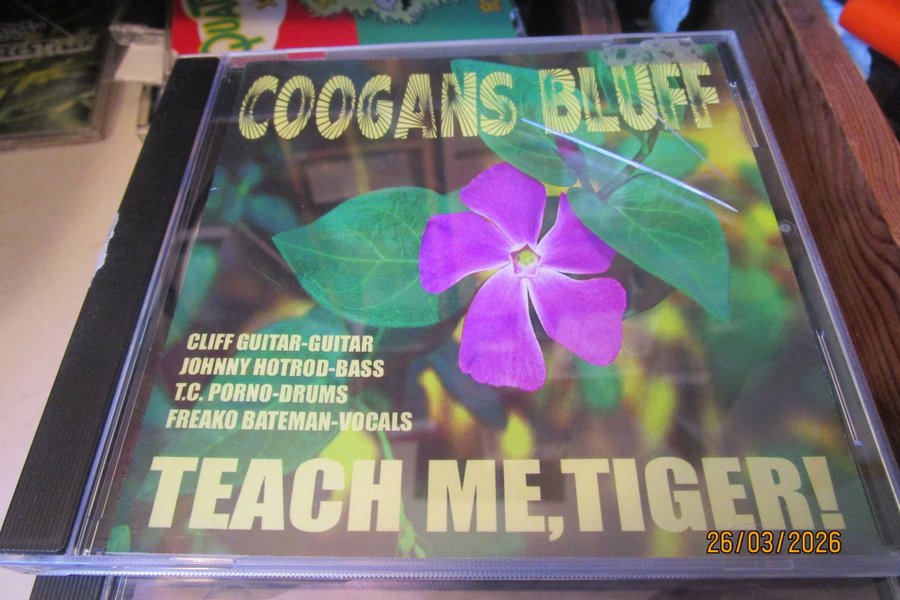 COOGANS BLUFF
CLIFF GUITAR-GUITAR
JOHNNY HOTROD-BASS
T.C. PORNO-DRUMS
FREAKO BATEMAN-VOCALS
TEACH ME,TIGER!
26/03/2026